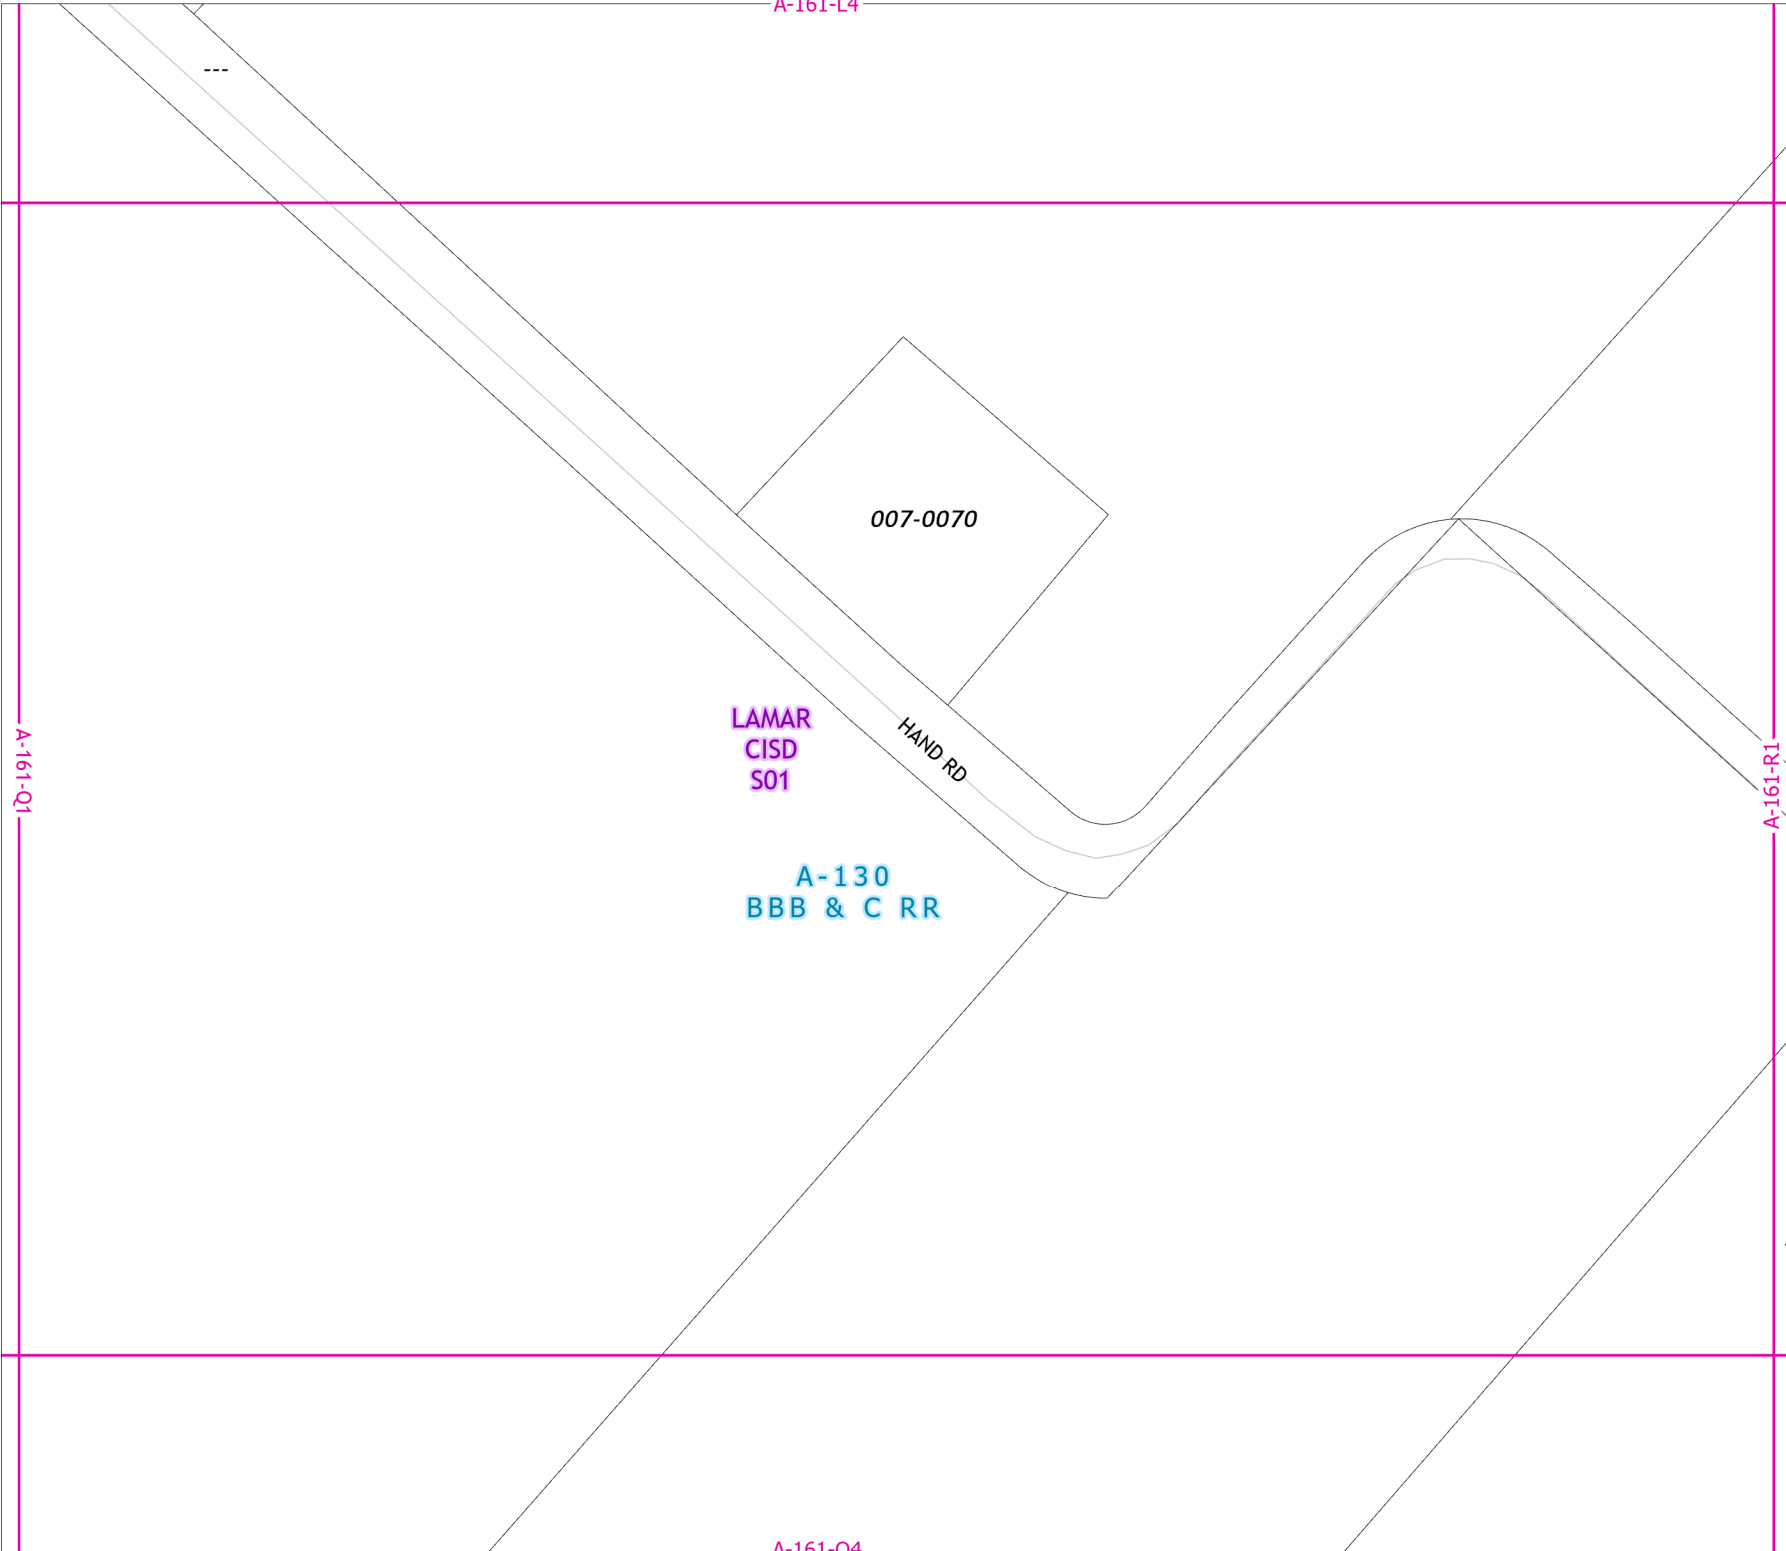 A-161-L4
---
007-0070
HAND RD
LAMAR
CISD
S01
A-161-Q1
A-161-R1
A-130
BBB & C RR
A-161-Q4